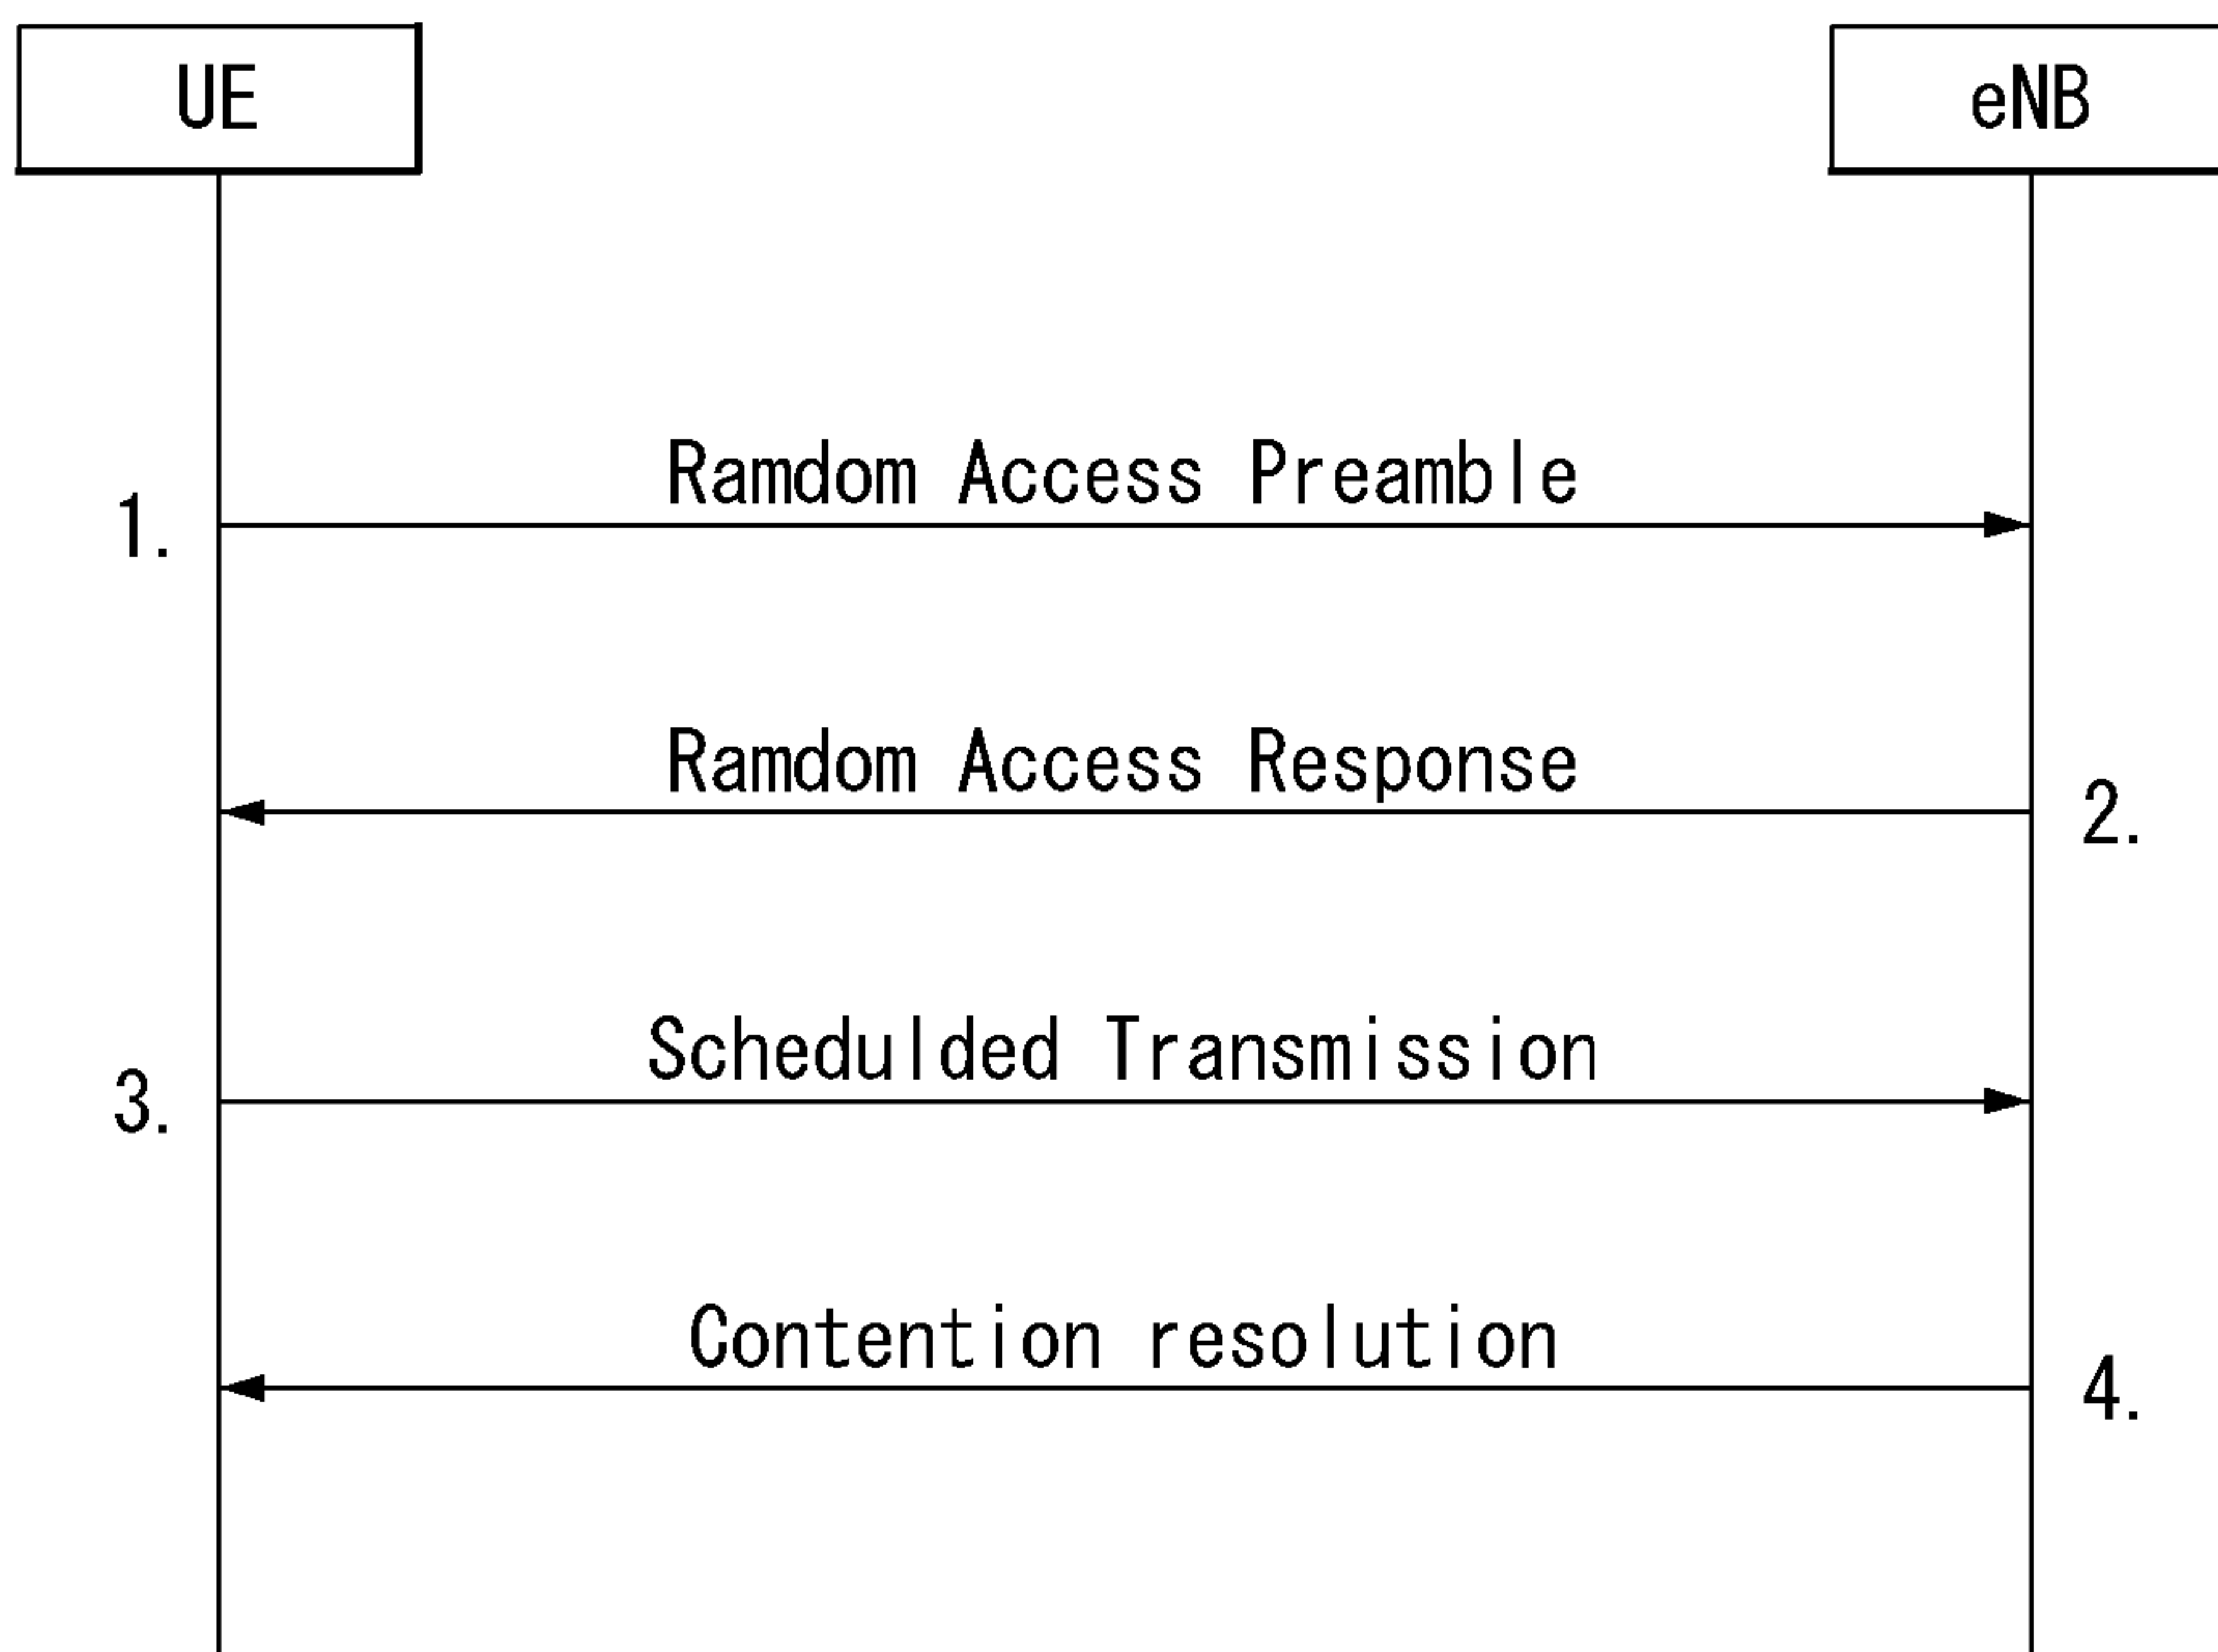 UE
eNB
Ramdom Access Preamble
1.
Ramdom Access Response
2.
Schedulded Transmission
3.
Contention resolution
4.